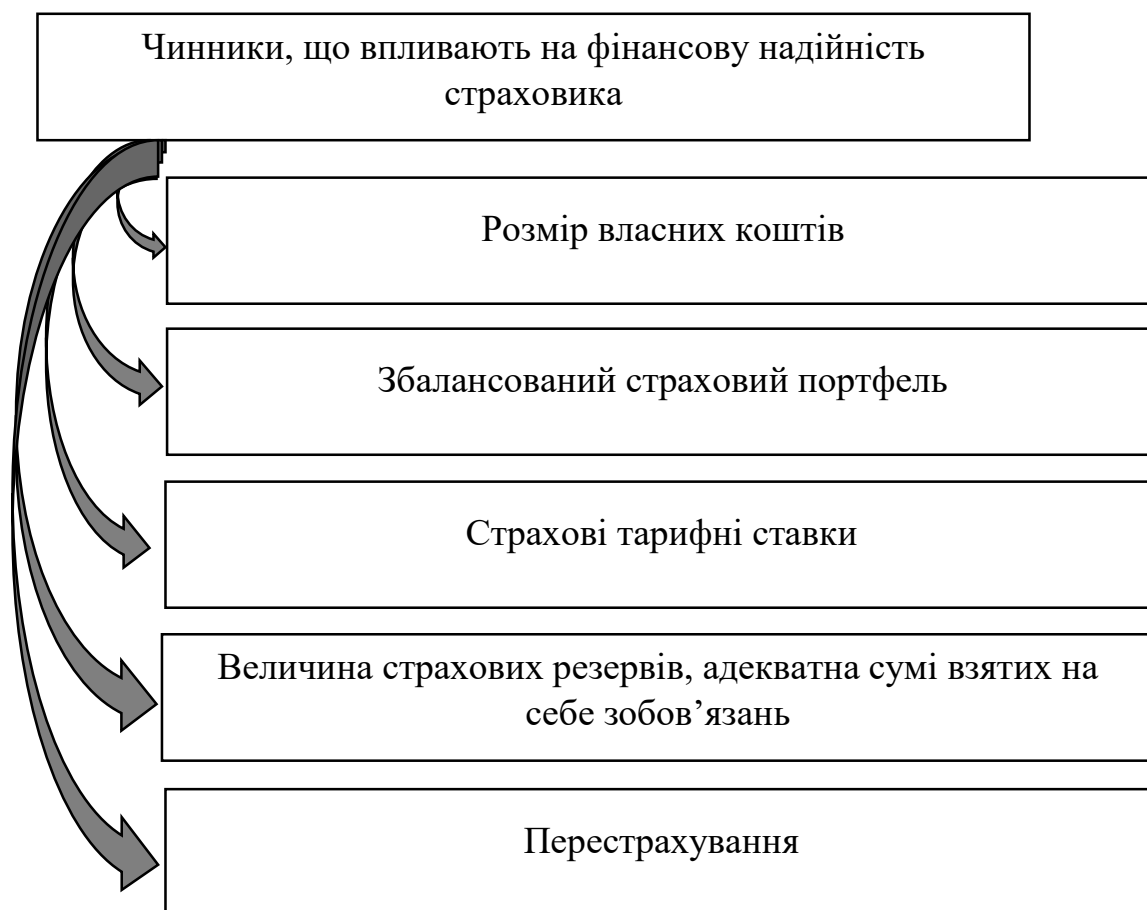 Чинники, що впливають на фінансову надійність
страховика
Розмір власних коштів
Збалансований страховий портфель
Страхові тарифні ставки
Величина страхових резервів, адекватна сумі взятих на
себе зобов’язань
Перестрахування